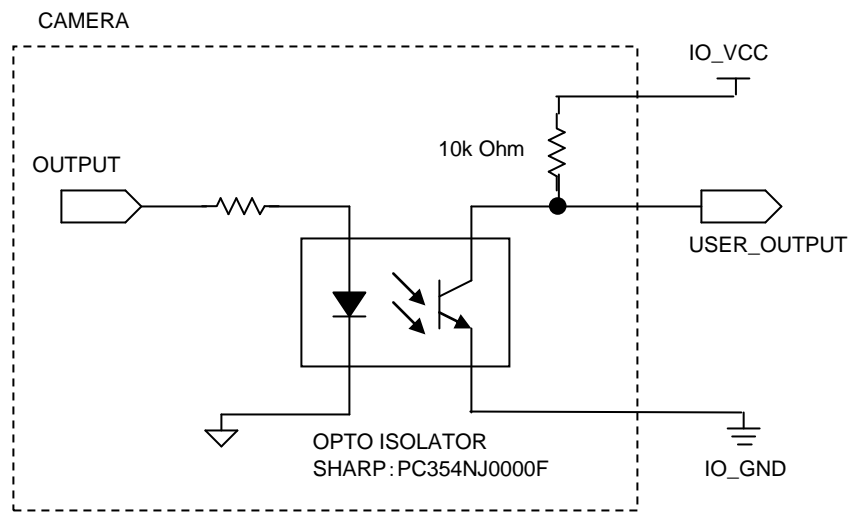 CAMERA
IO_VCC
10k Ohm
OUTPUT
USER_OUTPUT
OPTO ISOLATOR
SHARP:PC354NJ0000F
IO_GND